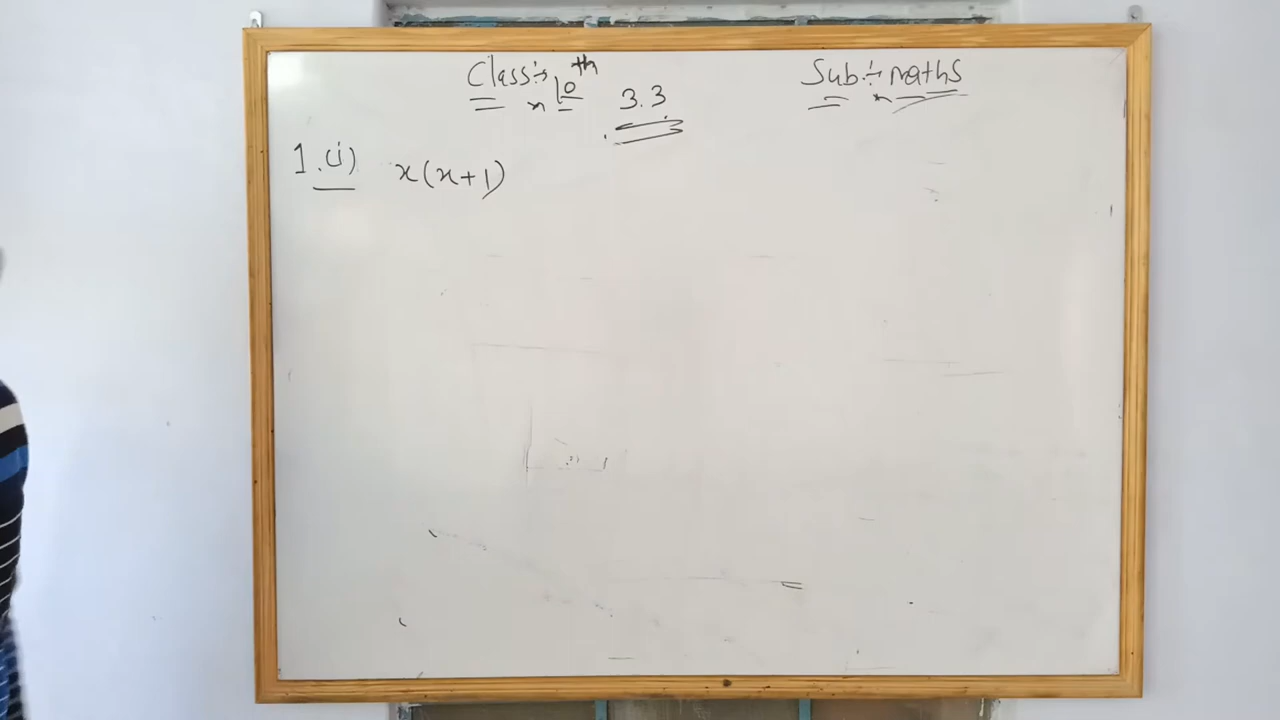 Class:- 10th Sub:- maths
3.3
1.(i) x(x+1)